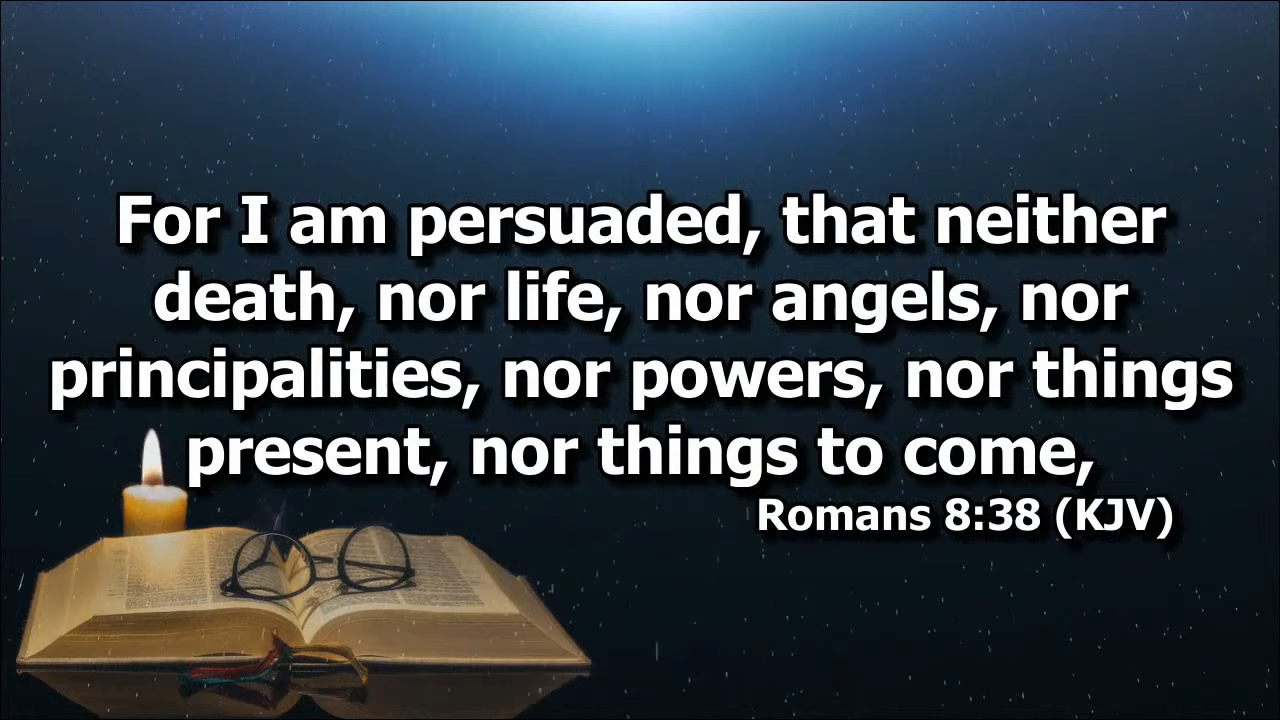 For I am persuaded, that neither
death, nor life, nor angels, nor
principalities, nor powers, nor things
present, nor things to come,
Romans 8:38 (KJV)